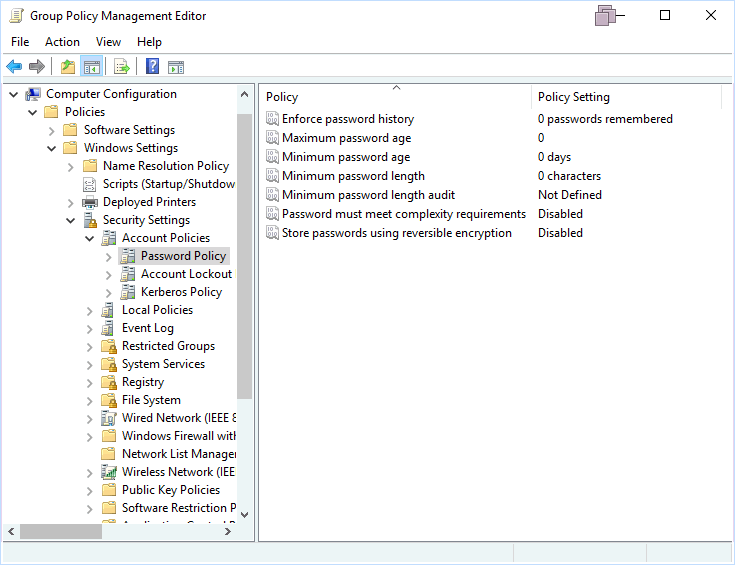 Group Policy Management Editor
File Action View Help
Computer Configuration
Policies
Software Settings
Windows Settings
Name Resolution Policy
Scripts (Startup/Shutdow
Deployed Printers
Security Settings
Account Policies
Password Policy
Account Lockout
Kerberos Policy
Local Policies
Event Log
Restricted Groups
System Services
Registry
File System
Wired Network (IEEE 8
Windows Firewall with
Network List Manager
Wireless Network (IEE
Public Key Policies
Software Restriction P
Policy Policy Setting
Enforce password history 0 passwords remembered
Maximum password age 0
Minimum password age 0 days
Minimum password length 0 characters
Minimum password length audit Not Defined
Password must meet complexity requirements Disabled
Store passwords using reversible encryption Disabled